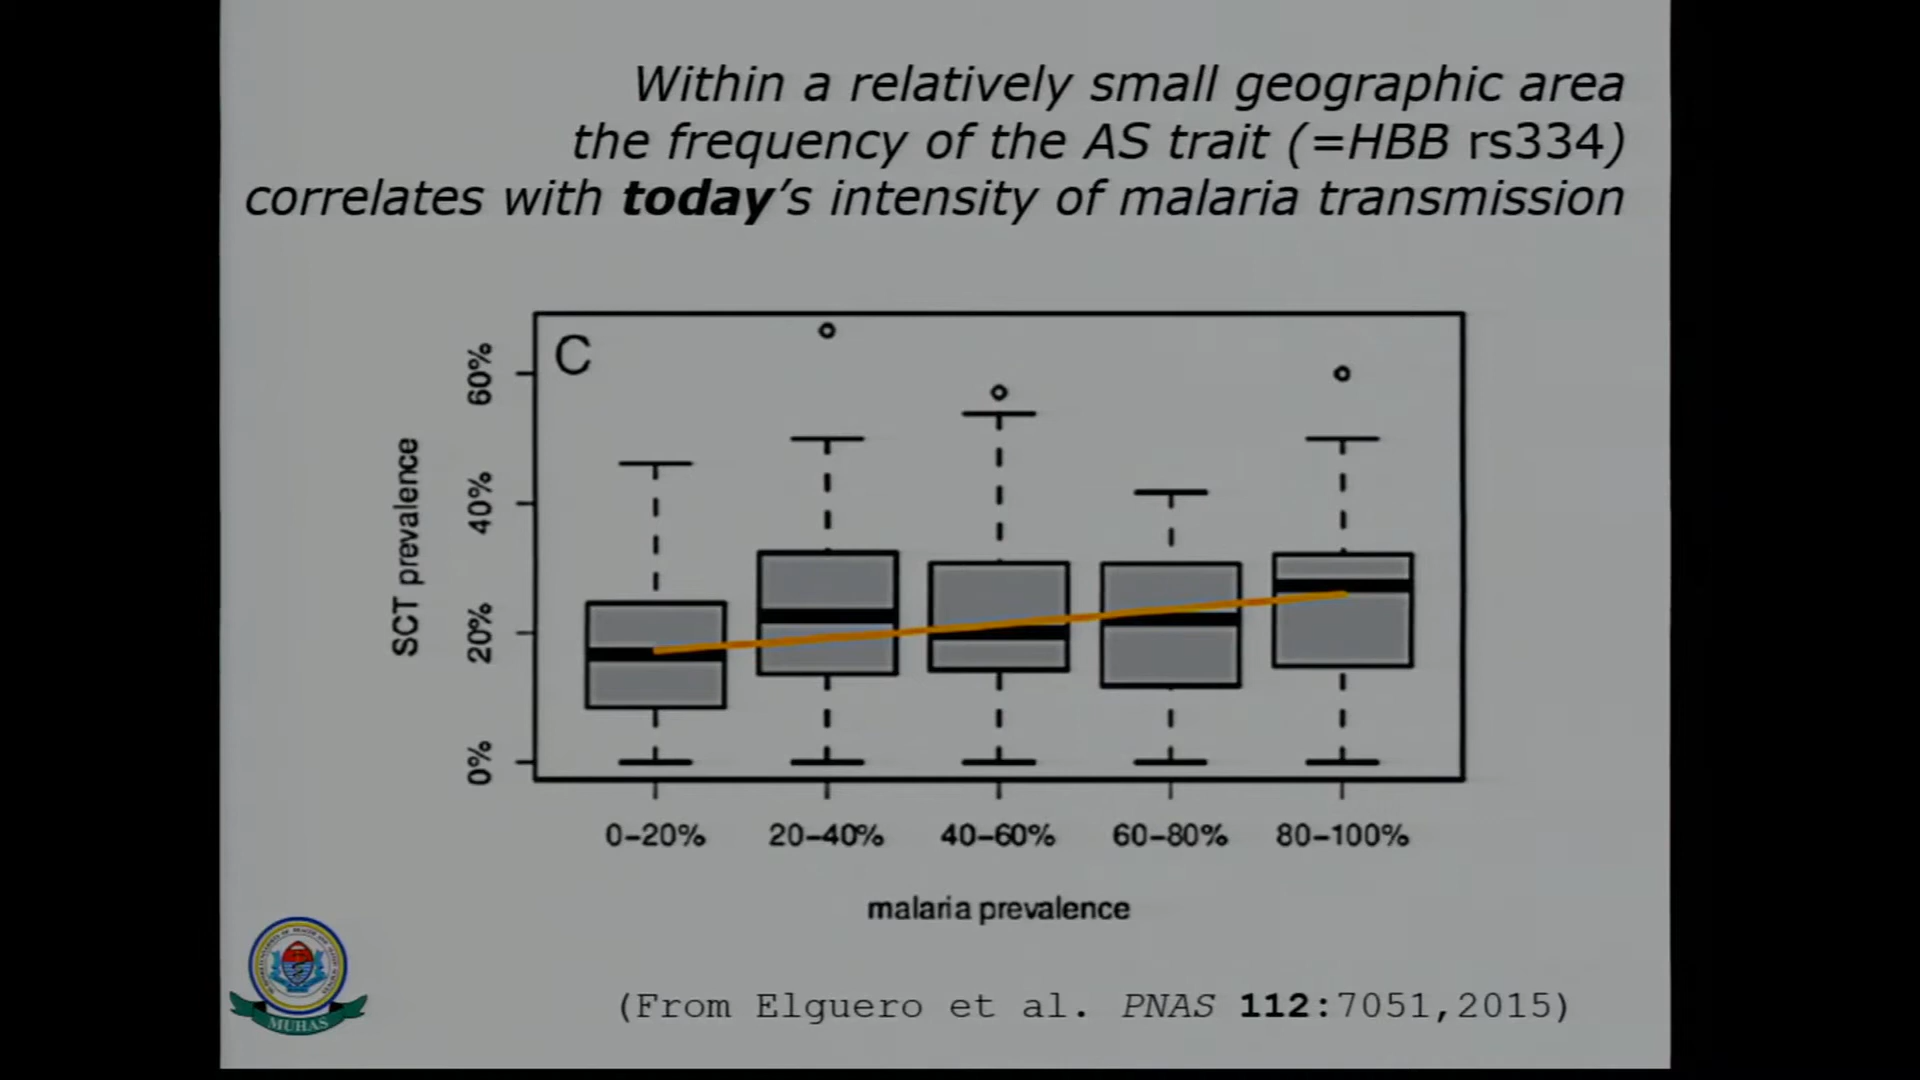 Within a relatively small geographic area
the frequency of the AS trait (=HBB rs334)
correlates with today's intensity of malaria transmission
C
60%
40%
20%
0%
SCT prevalence
0–20% 20–40% 40–60% 60–80% 80–100%
malaria prevalence
MUHAS
(From Elguero et al. PNAS 112:7051,2015)